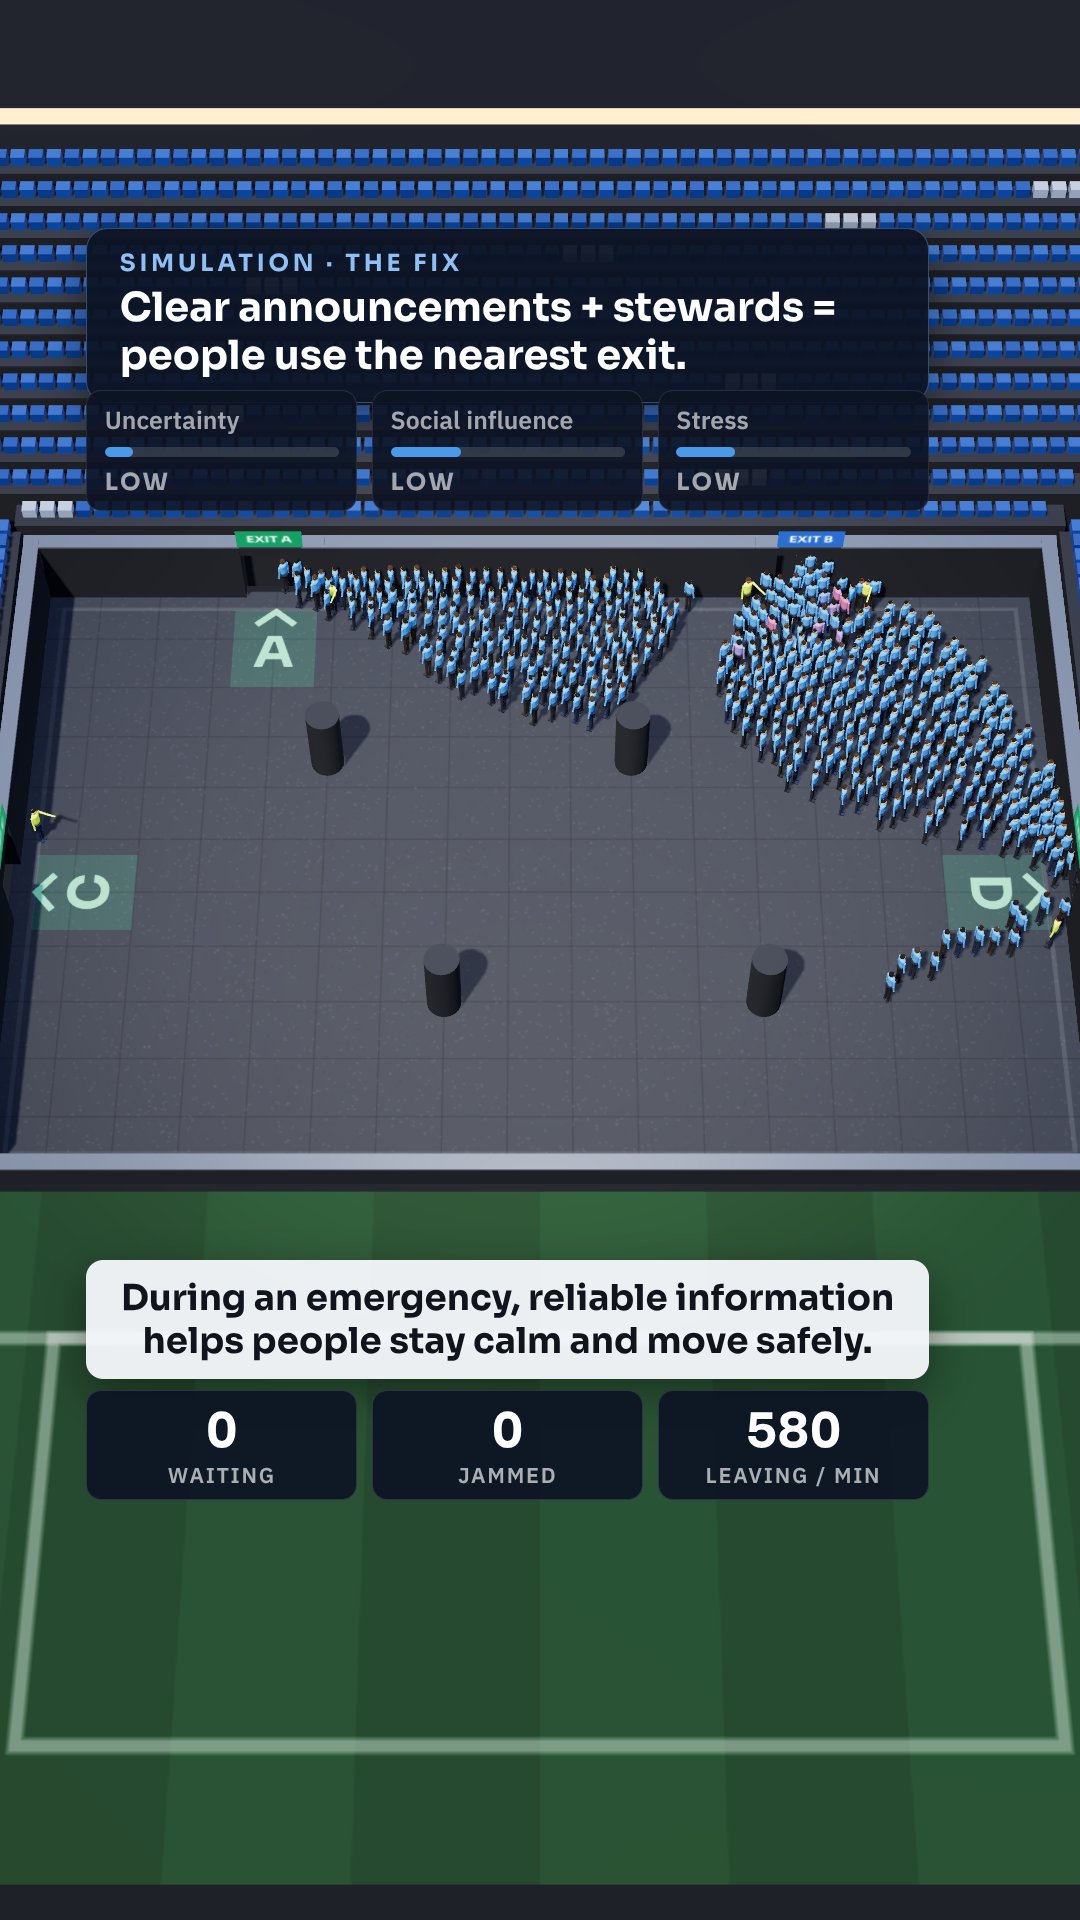 SIMULATION · THE FIX
Clear announcements + stewards =
people use the nearest exit.
Uncertainty
LOW
Social influence
LOW
Stress
LOW
EXIT A
EXIT B
A
C
D
During an emergency, reliable information
helps people stay calm and move safely.
0
WAITING
0
JAMMED
580
LEAVING / MIN